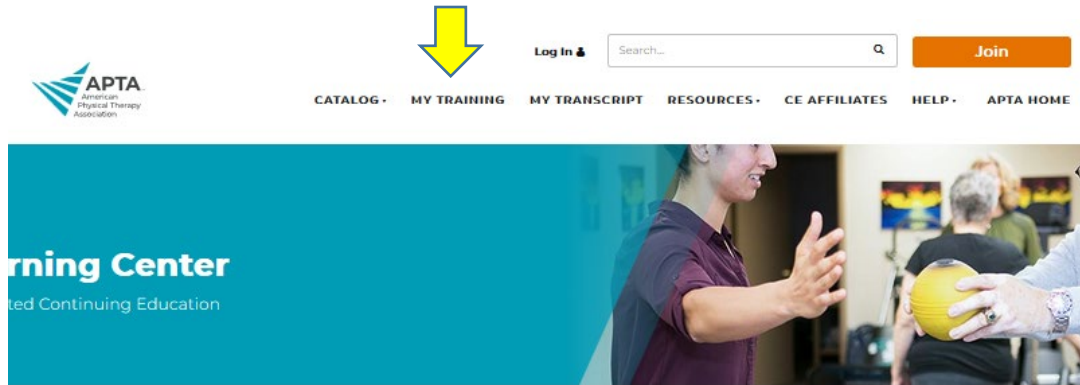 Log In
Search...
Join
APTA
American
Physical Therapy
Association
CATALOG
MY TRAINING
MY TRANSCRIPT
RESOURCES
CE AFFILIATES
HELP
APTA HOME
rning Center
ted Continuing Education